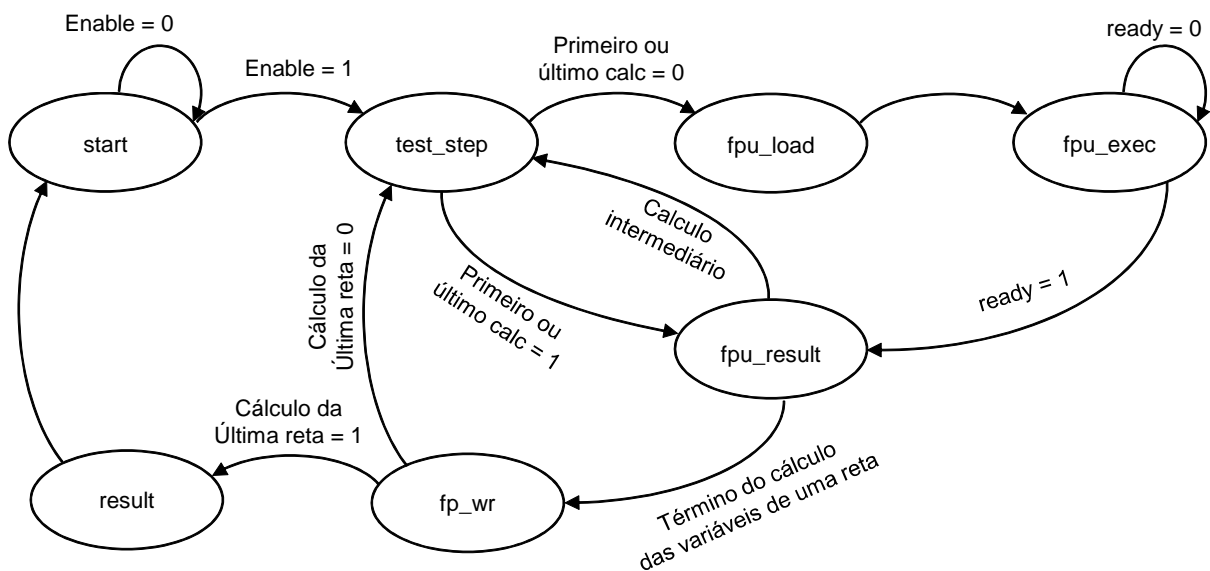 Enable = 0
Enable = 1
Primeiro ou
último calc = 0
ready = 0
start
test_step
fpu_load
fpu_exec
Calculo
intermediário
Cálculo da
Última reta = 0
Primeiro ou
último calc = 1
ready = 1
fpu_result
Cálculo da
Última reta = 1
result
fp_wr
Término do cálculo
das variáveis de uma reta